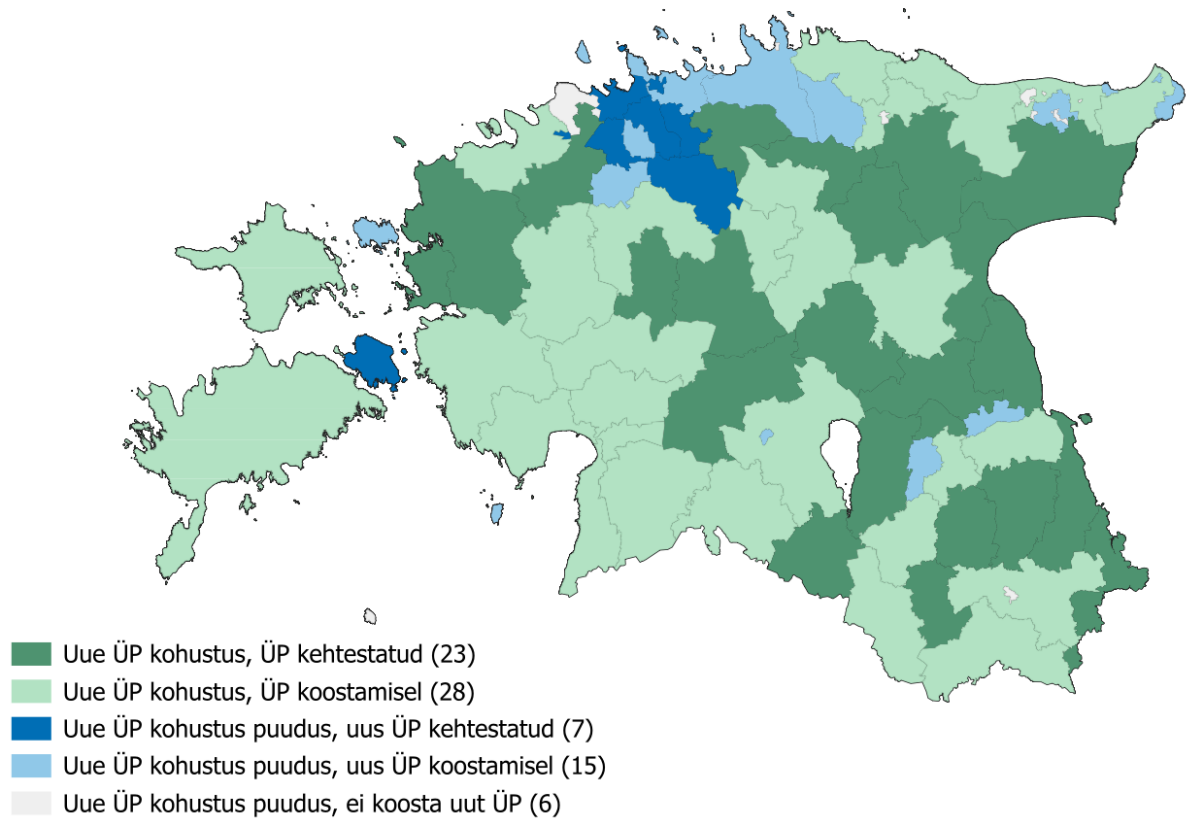 Uue ÜP kohustus, ÜP kehtestatud (23)
Uue ÜP kohustus, ÜP koostamisel (28)
Uue ÜP kohustus puudus, uus ÜP kehtestatud (7)
Uue ÜP kohustus puudus, uus ÜP koostamisel (15)
Uue ÜP kohustus puudus, ei koosta uut ÜP (6)